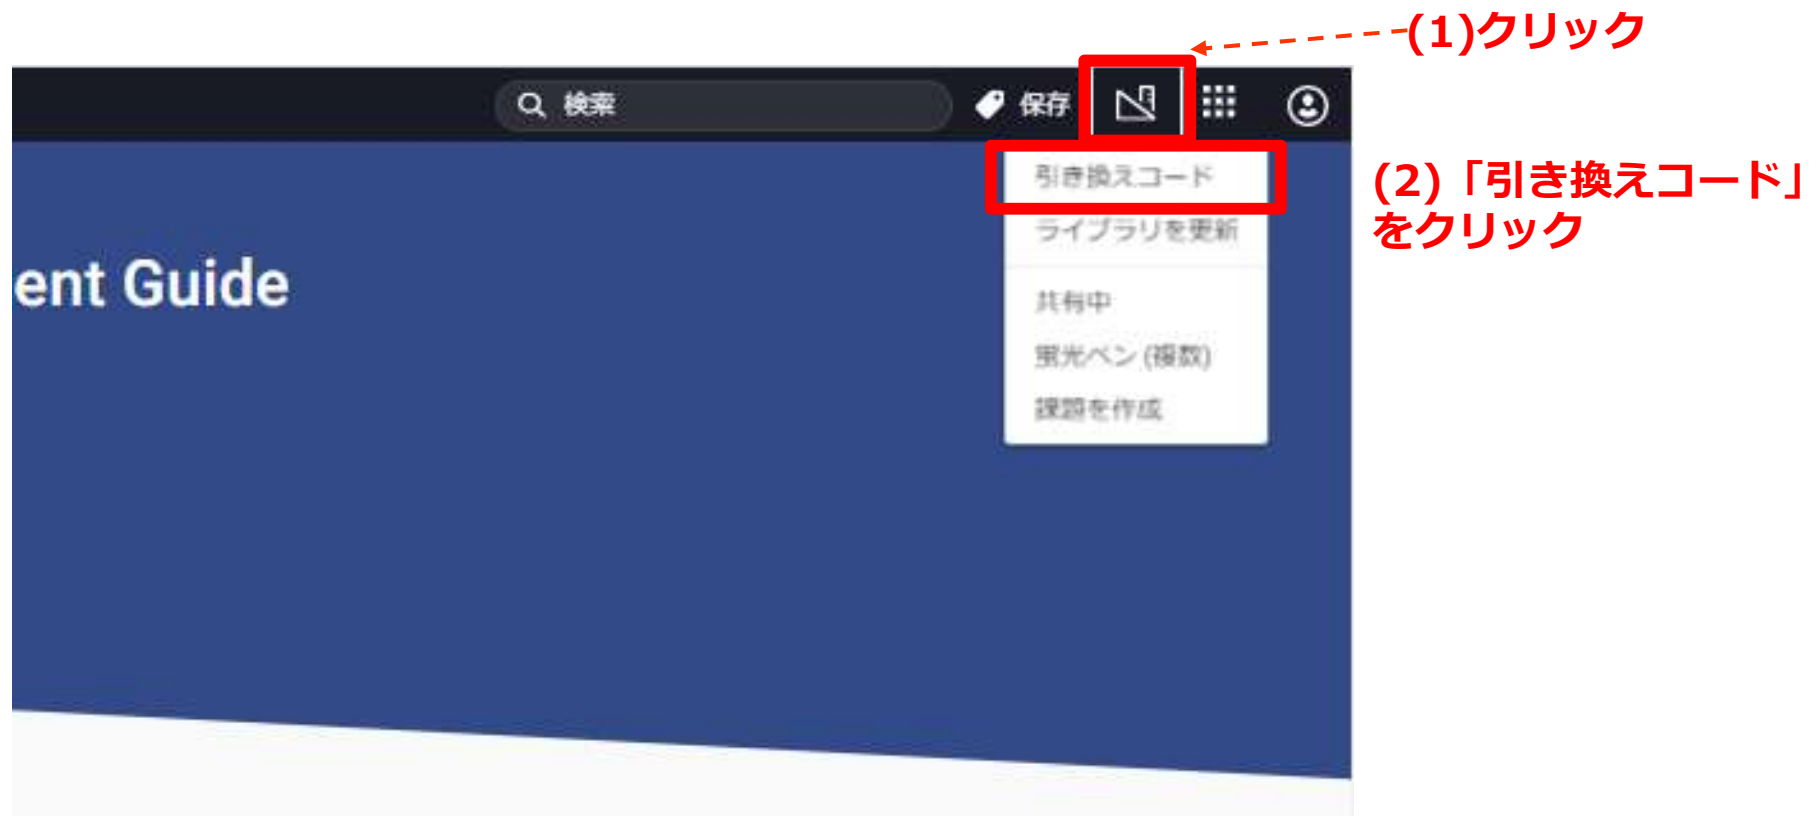 (1)クリック
検索
保存
引き換えコード
(2)「引き換えコード」
をクリック
ライブラリを更新
ent Guide
共有中
蛍光ペン (複数)
課題を作成